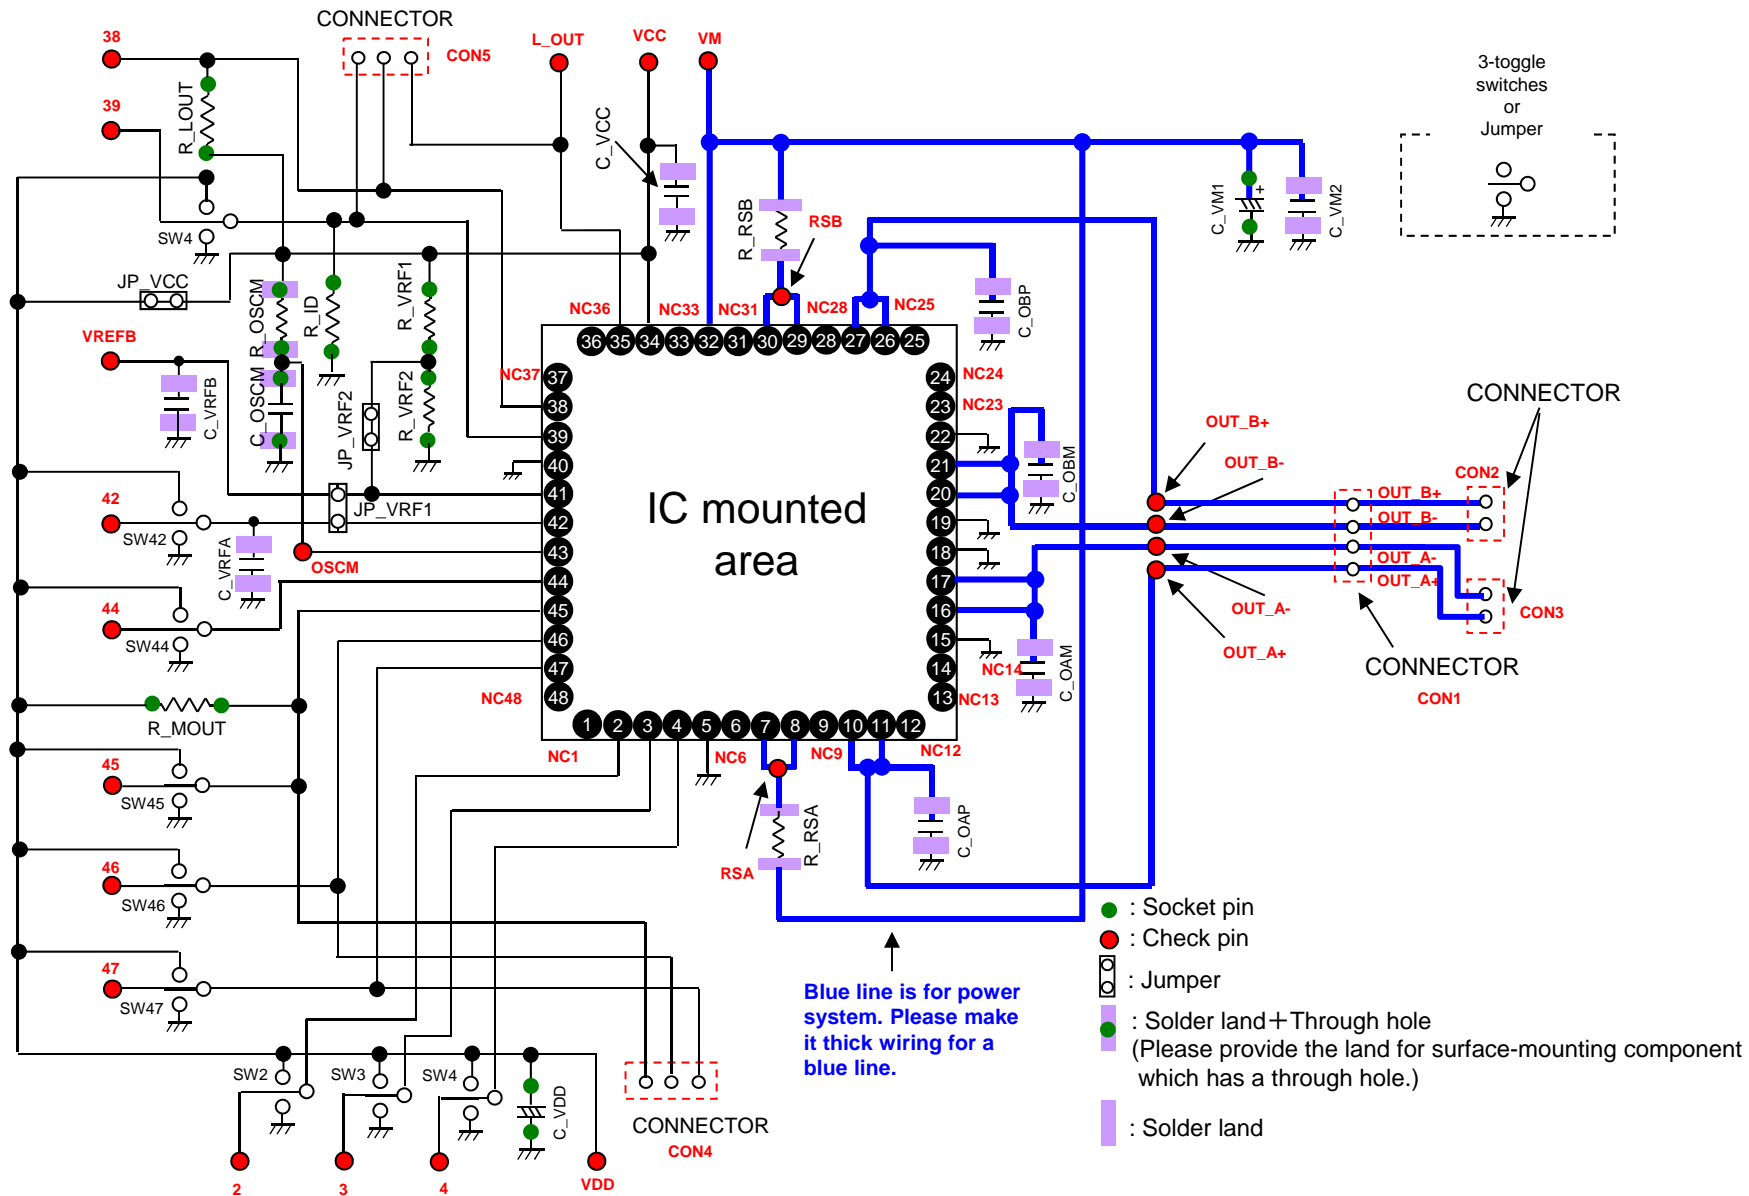 CONNECTOR
38
CON5
L_OUT
VCC
VM
3-toggle
switches
or
Jumper
39
R_LOUT
C_VCC
SW4
R_RSB
RSB
C_VM1
+
C_VM2
JP_VCC
R_OSCM
R_ID
R_VRF1
NC36
NC33
NC31
NC28
NC25
C_OBP
VREFB
36
35
34
33
32
31
30
29
28
27
26
25
C_VRFB
C_OSCM
JP_VRF2
R_VRF2
NC37
37
38
39
40
41
42
43
44
45
46
47
48
24
23
22
21
20
19
18
17
16
15
14
13
NC24
NC23
IC mounted
area
C_OBM
OUT_B+
OUT_B-
CONNECTOR
CON2
OUT_B+
OUT_B-
OUT_A-
OUT_A+
42
SW42
JP_VRF1
C_VRFA
OSCM
44
SW44
OUT_A-
OUT_A+
CON3
CONNECTOR
CON1
NC14
NC13
C_OAM
NC48
R_MOUT
1
2
3
4
5
6
7
8
9
10
11
12
NC1
NC6
NC9
NC12
45
SW45
R_RSA
RSA
C_OAP
46
SW46
47
SW47
: Socket pin
: Check pin
: Jumper
: Solder land＋Through hole
(Please provide the land for surface-mounting component
which has a through hole.)
: Solder land
Blue line is for power
system. Please make
it thick wiring for a
blue line.
SW2
SW3
SW4
C_VDD
CONNECTOR
CON4
2
3
4
VDD